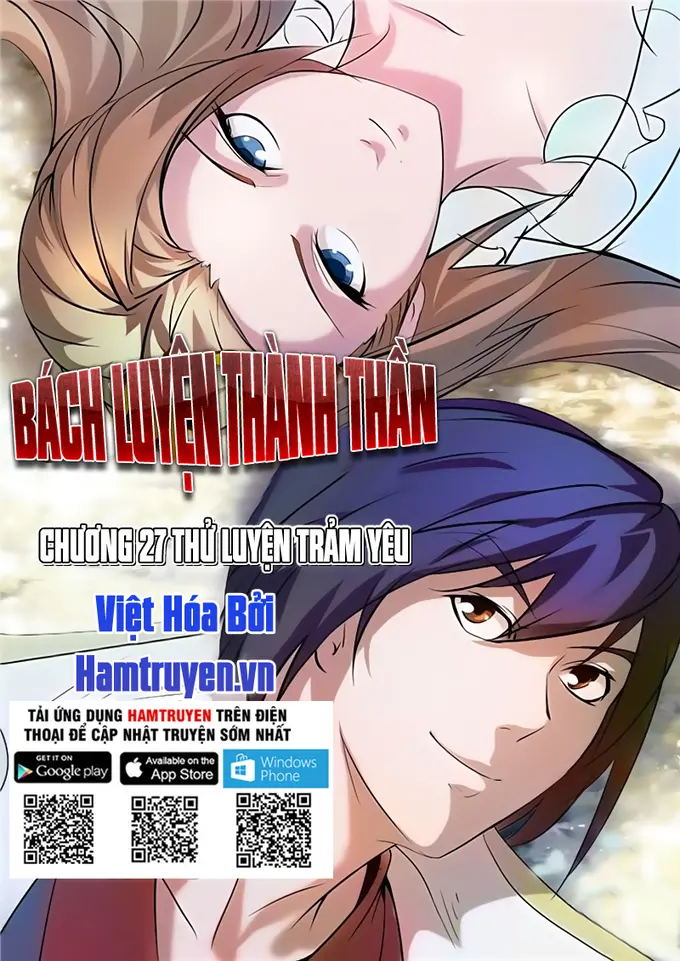 BÁCH LUYỆN THÀNH THẦN
CHƯƠNG 27 THỬ LUYỆN TRẢM YÊU
Việt Hóa Bởi
Hamtruyen.vn
TẢI ỨNG DỤNG HAMTRUYEN TRÊN ĐIỆN
THOẠI ĐỂ CẬP NHẬT TRUYỆN SỚM NHẤT
GET IT ON
Google play
Available on the
App Store
Windows
Phone